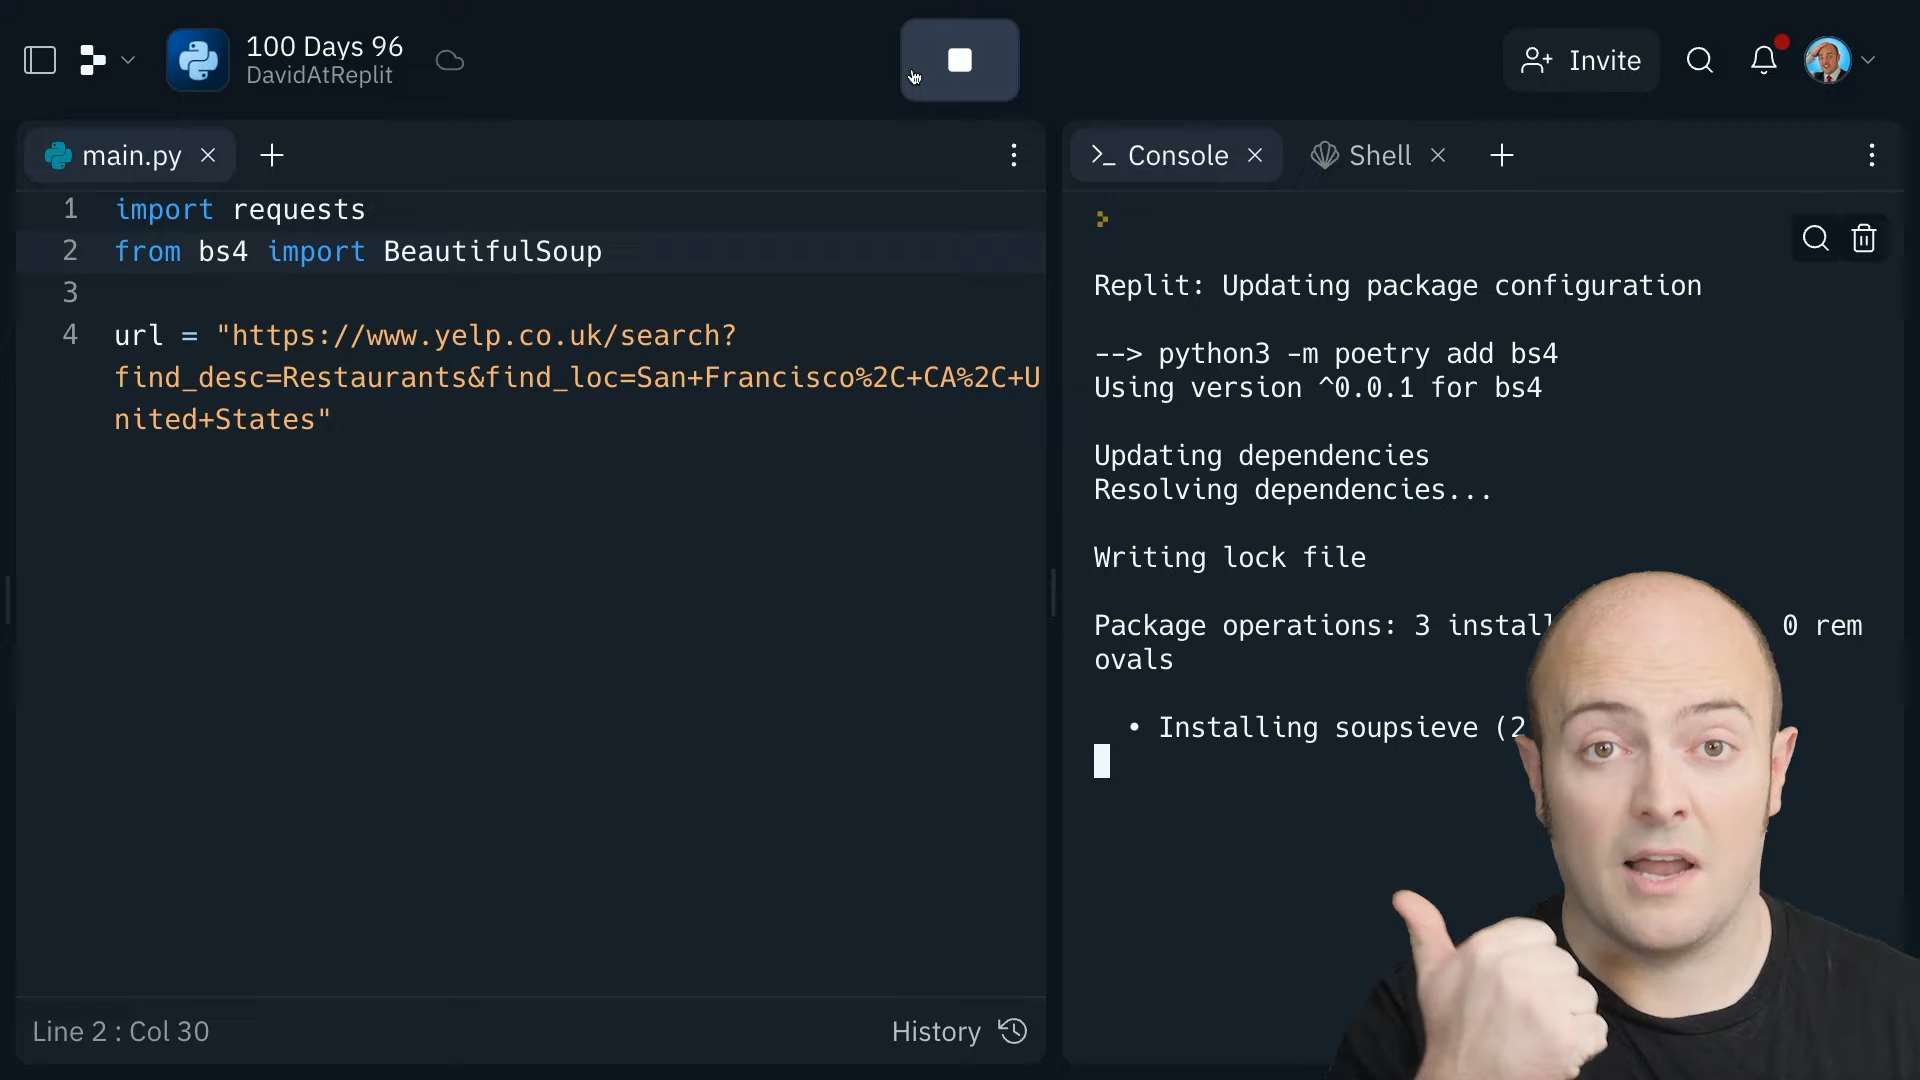 100 Days 96
DavidAtReplit
Invite
main.py
Console
Shell
1 import requests
2 from bs4 import BeautifulSoup
3
4 url = "https://www.yelp.co.uk/search?
find_desc=Restaurants&find_loc=San+Francisco%2C+CA%2C+U
nited+States"
Replit: Updating package configuration
--> python3 -m poetry add bs4
Using version ^0.0.1 for bs4
Updating dependencies
Resolving dependencies...
Writing lock file
Package operations: 3 install 0 rem
ovals
• Installing soupsieve (2
Line 2 : Col 30
History